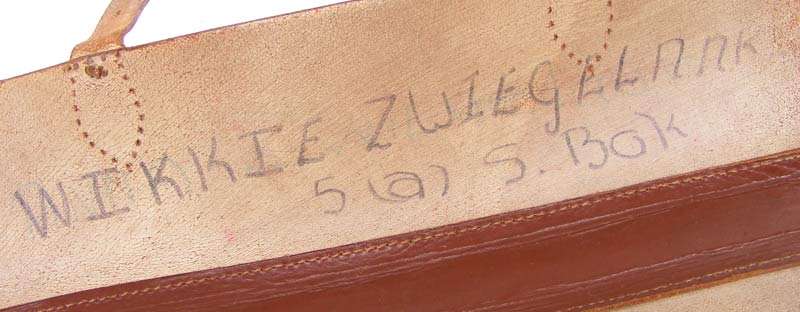 WIKKIE ZWIEGELAAR
5(a) S. Bok